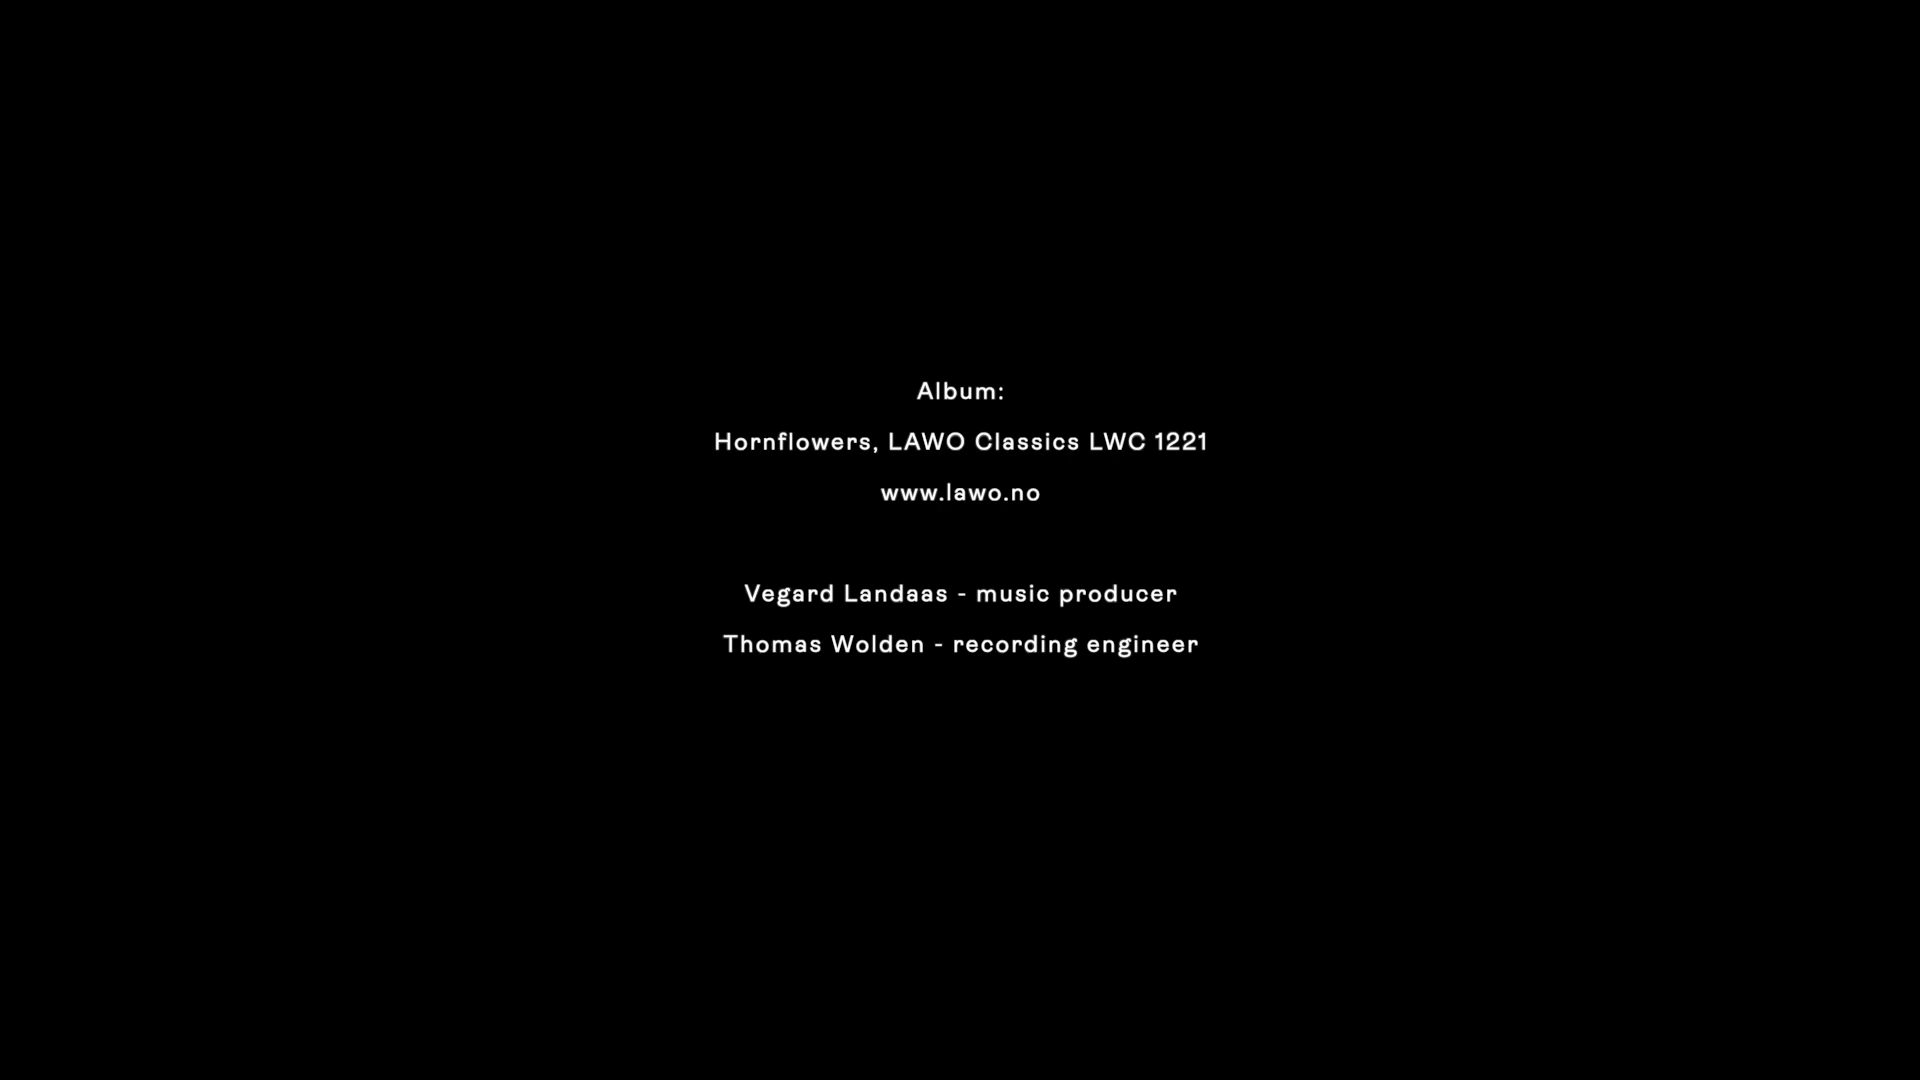 Album:
Hornflowers, LAWO Classics LWC 1221
www.lawo.no
Vegard Landaas - music producer
Thomas Wolden - recording engineer